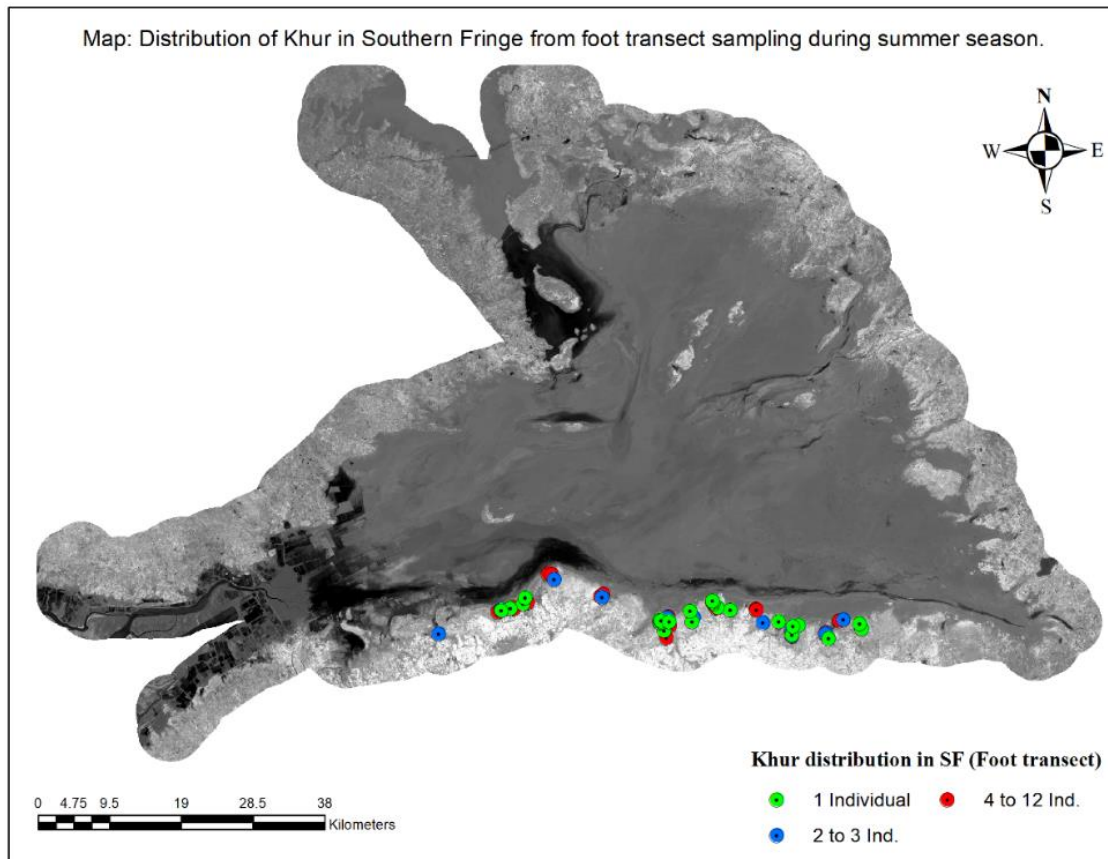 Map: Distribution of Khur in Southern Fringe from foot transect sampling during summer season.
N
W E
S
Khur distribution in SF (Foot transect)
1 Individual 4 to 12 Ind.
2 to 3 Ind.
0 4.75 9.5 19 28.5 38
Kilometers